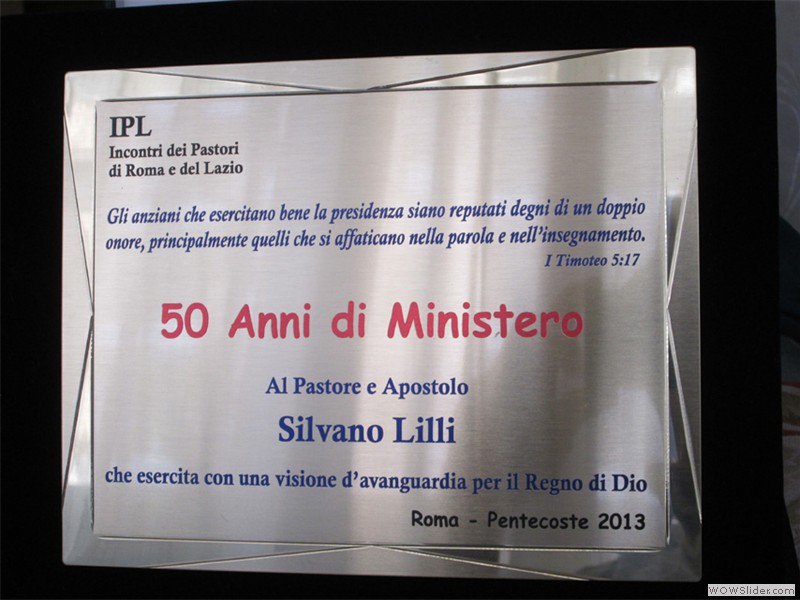 IPL
Incontri dei Pastori
di Roma e del Lazio
Gli anziani che esercitano bene la presidenza siano reputati degni di un doppio
onore, principalmente quelli che si affaticano nella parola e nell'insegnamento.
I Timoteo 5:17
50 Anni di Ministero
Al Pastore e Apostolo
Silvano Lilli
che esercita con una visione d'avanguardia per il Regno di Dio
Roma - Pentecoste 2013
WOWSlider.com